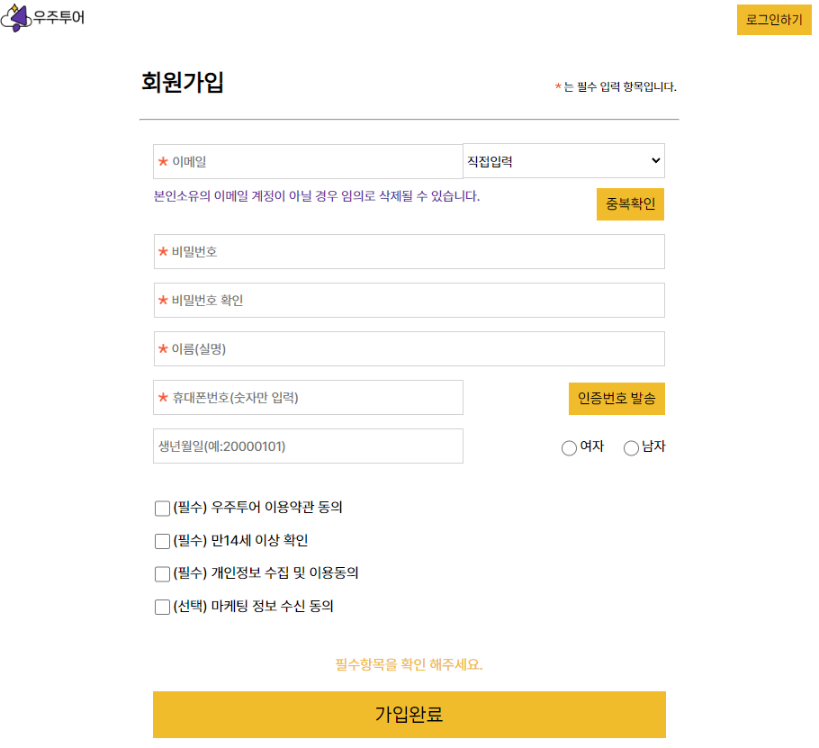 우주투어
로그인하기
회원가입
* 는 필수 입력 항목입니다.
* 이메일
직접입력
본인소유의 이메일 계정이 아닐 경우 임의로 삭제될 수 있습니다.
중복확인
* 비밀번호
* 비밀번호 확인
* 이름(실명)
* 휴대폰번호(숫자만 입력)
인증번호 발송
생년월일(예:20000101)
여자 남자
(필수) 우주투어 이용약관 동의
(필수) 만14세 이상 확인
(필수) 개인정보 수집 및 이용동의
(선택) 마케팅 정보 수신 동의
필수항목을 확인 해주세요.
가입완료